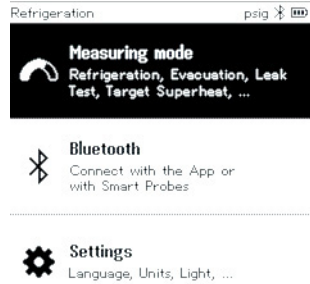 Refrigeration psig
Measuring mode
Refrigeration, Evacuation, Leak
Test, Target Superheat, ...
Bluetooth
Connect with the App or
with Smart Probes
Settings
Language, Units, Light, ...